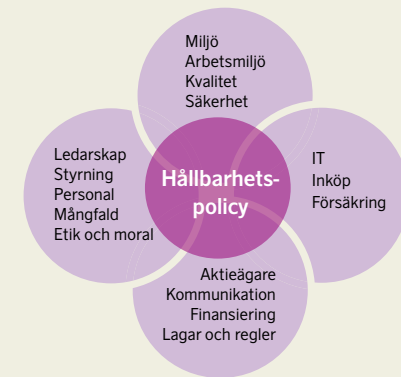 Miljö
Arbetsmiljö
Kvalitet
Säkerhet
Ledarskap
Styrning
Personal
Mångfald
Etik och moral
Hållbarhets-
policy
IT
Inköp
Försäkring
Aktieägare
Kommunikation
Finansiering
Lagar och regler